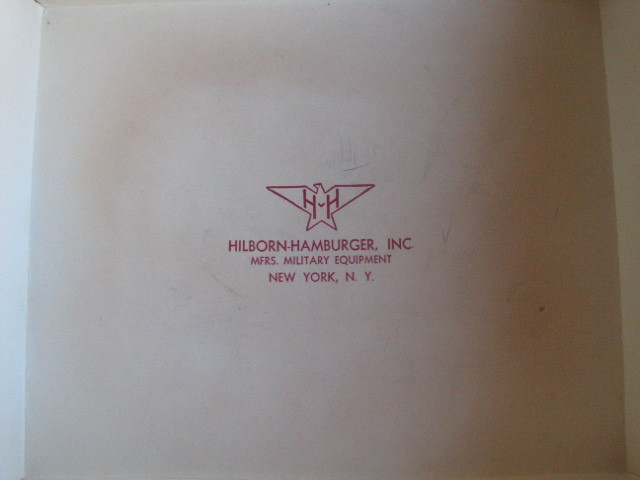 H-H
HILBORN-HAMBURGER, INC.
MFRS. MILITARY EQUIPMENT
NEW YORK, N. Y.